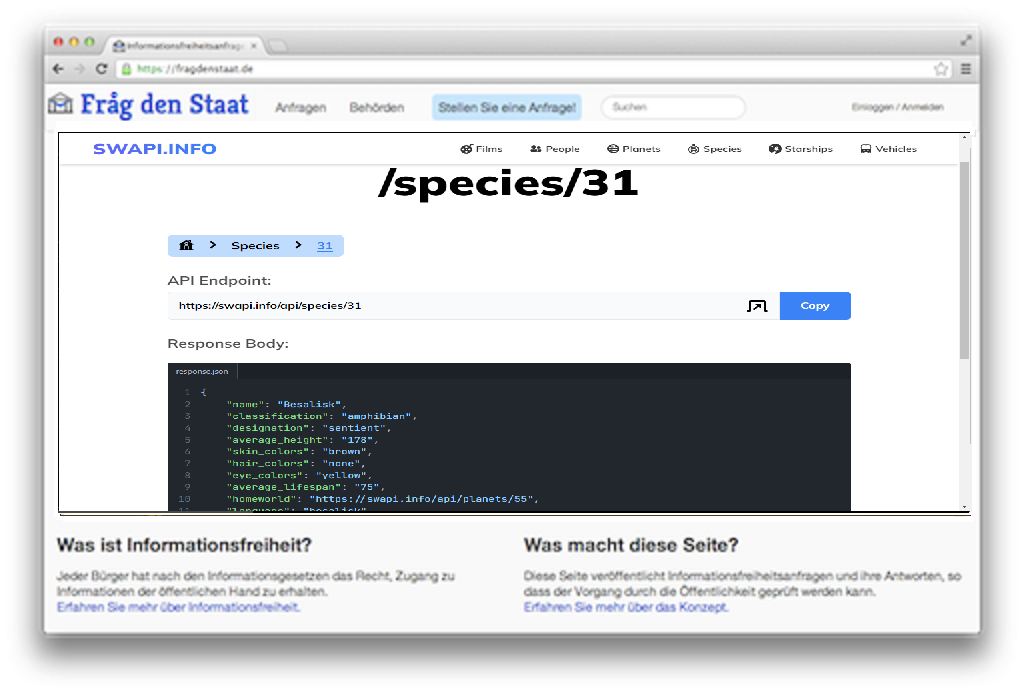 Informationsfreiheitsanfrage
https://fragdenstaat.de
Fråg den Staat
Anfragen
Behörden
Stellen Sie eine Anfrage!
Suchen
Einloggen / Anmelden
SWAPI.INFO
Films
People
Planets
Species
Starships
Vehicles
/species/31
Species
31
API Endpoint:
https://swapi.info/api/species/31
Copy
Response Body:
response.json
1 {
2 "name": "Besalisk",
3 "classification": "amphibian",
4 "designation": "sentient",
5 "average_height": "178",
6 "skin_colors": "brown",
7 "hair_colors": "none",
8 "eye_colors": "yellow",
9 "average_lifespan": "75",
10 "homeworld": "https://swapi.info/api/planets/55",
11 "language": "besalisk"
Was ist Informationsfreiheit?
Jeder Bürger hat nach den Informationsgesetzen das Recht, Zugang zu
Informationen der öffentlichen Hand zu erhalten.
Erfahren Sie mehr über Informationsfreiheit.
Was macht diese Seite?
Diese Seite veröffentlicht Informationsfreiheitsanfragen und ihre Antworten, so
dass der Vorgang durch die Öffentlichkeit geprüft werden kann.
Erfahren Sie mehr über das Konzept.